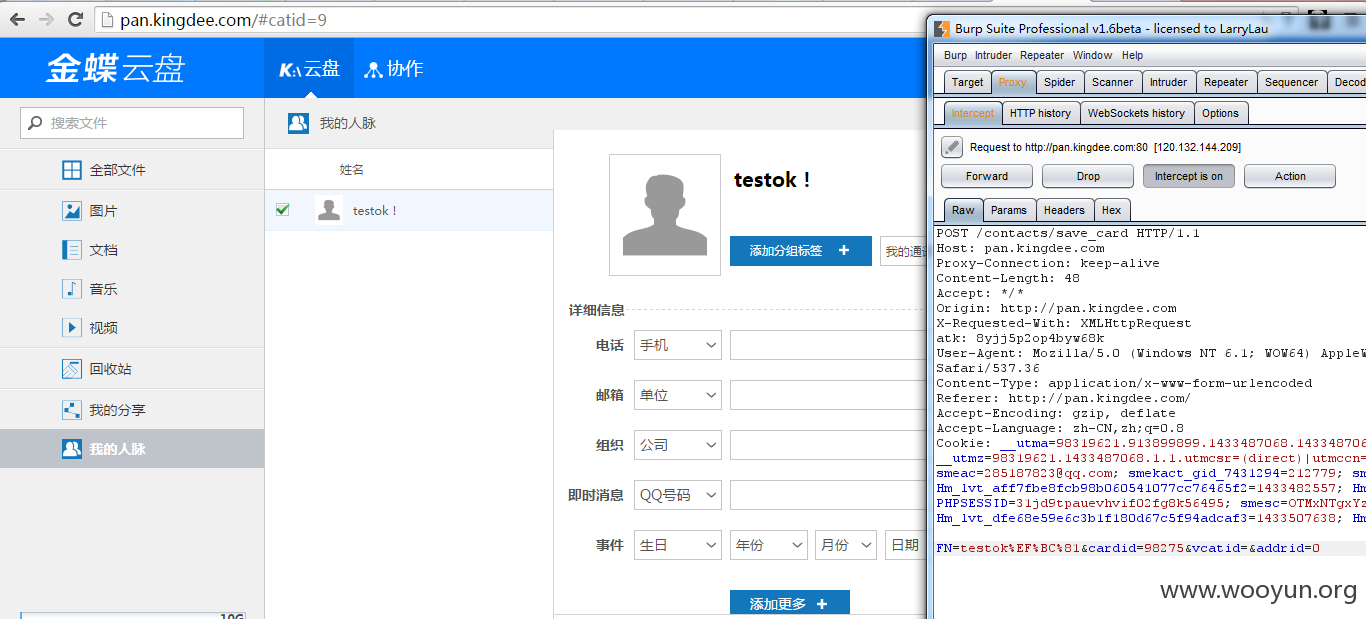 pan.kingdee.com/#catid=9
金蝶云盘
K:\云盘
协作
搜索文件
全部文件
图片
文档
音乐
视频
回收站
我的分享
我的人脉
10G
我的人脉
姓名
testok！
testok！
添加分组标签 +
我的通
详细信息
电话 手机
邮箱 单位
组织 公司
即时消息 QQ号码
事件 生日 年份 月份 日期
添加更多 +
Burp Suite Professional v1.6beta - licensed to LarryLau
Burp Intruder Repeater Window Help
Target Proxy Spider Scanner Intruder Repeater Sequencer Decod
Intercept HTTP history WebSockets history Options
Request to http://pan.kingdee.com:80 [120.132.144.209]
Forward Drop Intercept is on Action
Raw Params Headers Hex
POST /contacts/save_card HTTP/1.1
Host: pan.kingdee.com
Proxy-Connection: keep-alive
Content-Length: 48
Accept: */*
Origin: http://pan.kingdee.com
X-Requested-With: XMLHttpRequest
atk: 8yjj5p2op4byw68k
User-Agent: Mozilla/5.0 (Windows NT 6.1; WOW64) AppleW
Safari/537.36
Content-Type: application/x-www-form-urlencoded
Referer: http://pan.kingdee.com/
Accept-Encoding: gzip, deflate
Accept-Language: zh-CN,zh;q=0.8
Cookie: __utma=98319621.913899899.1433487068.143348706
__utmz=98319621.1433487068.1.1.utmcsr=(direct)|utmccn=
smeac=285187823@qq.com; smekact_gid_7431294=212779; sm
Hm_lvt_aff7fbe8fcb98b060541077cc76465f2=1433482557; Hm
PHPSESSID=31jd9tpauevhvif02fg8k56495; smesc=OTMxNTgxYz
Hm_lvt_dfe68e59e6c3b1f180d67c5f94adcaf3=1433507638; Hm
FN=testok%EF%BC%81&cardid=98275&vcatid=&addrid=0
www.wooyun.org